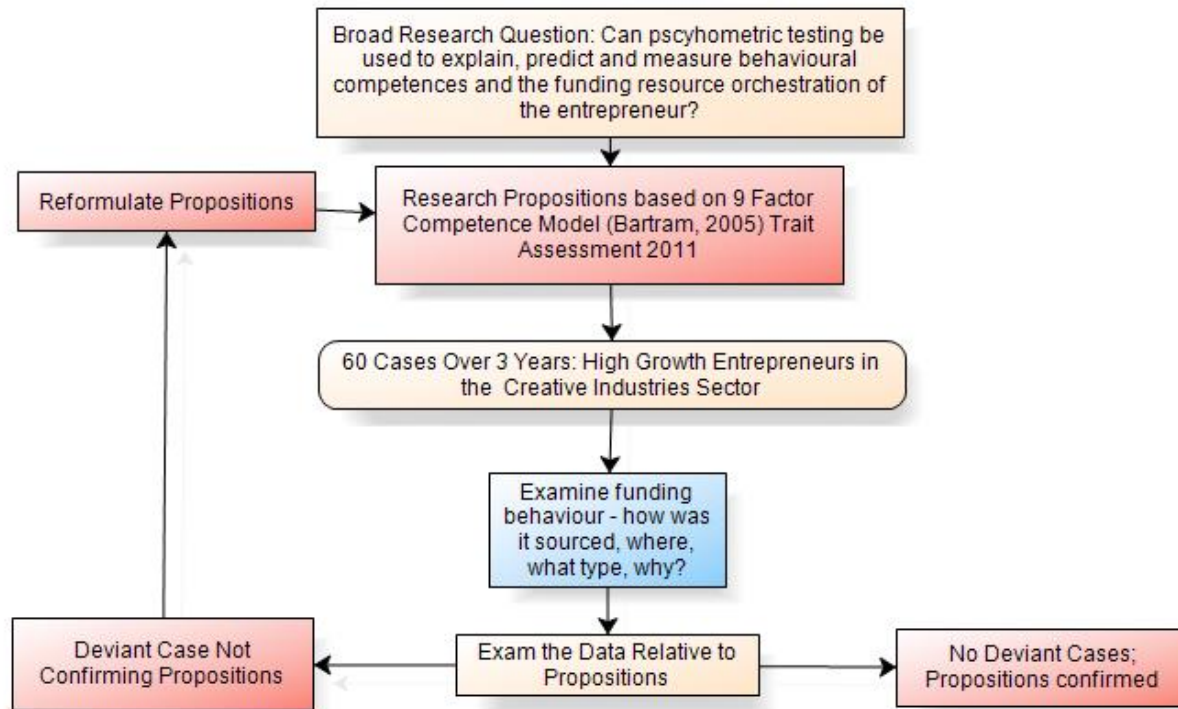 Broad Research Question: Can pscyhometric testing be
used to explain, predict and measure behavioural
competences and the funding resource orchestration of
the entrepreneur?
Reformulate Propositions
Research Propositions based on 9 Factor
Competence Model (Bartram, 2005) Trait
Assessment 2011
60 Cases Over 3 Years: High Growth Entrepreneurs in
the Creative Industries Sector
Examine funding
behaviour - how was
it sourced, where,
what type, why?
Deviant Case Not
Confirming Propositions
Exam the Data Relative to
Propositions
No Deviant Cases;
Propositions confirmed